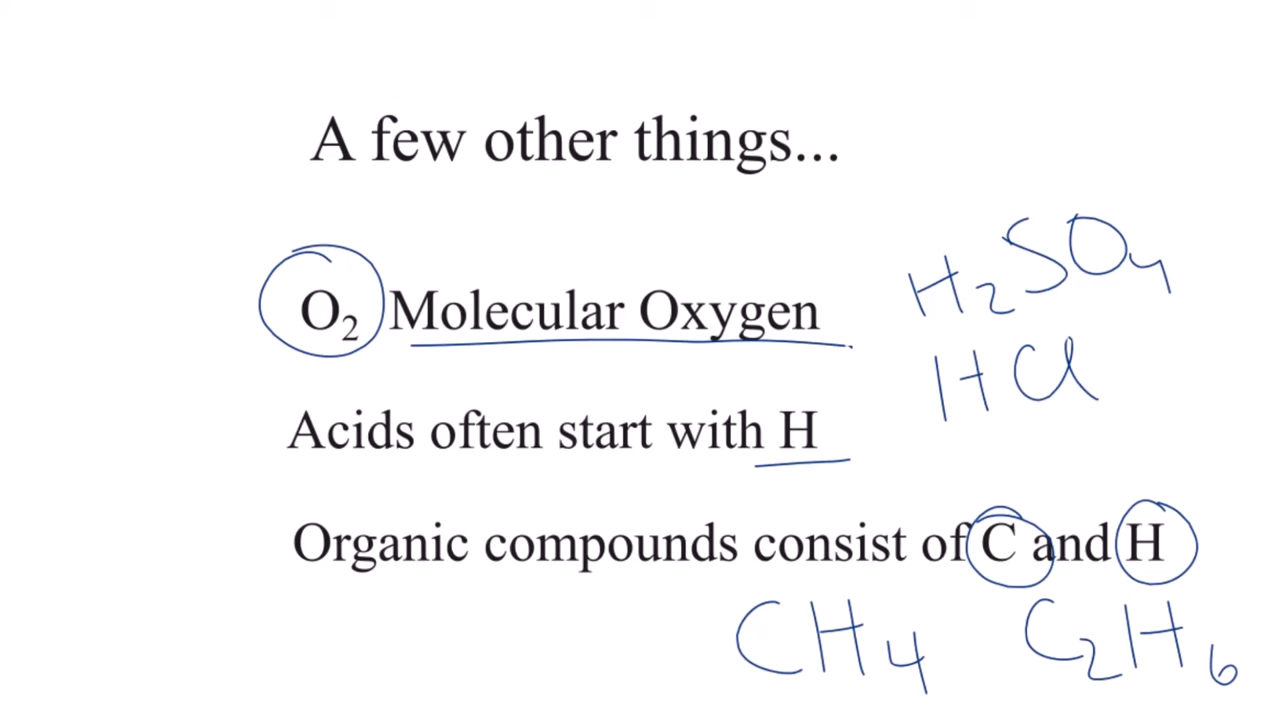 A few other things...
H₂SO₄
O₂ Molecular Oxygen
HCl
Acids often start with H
Organic compounds consist of C and H
CH₄ C₂H₆